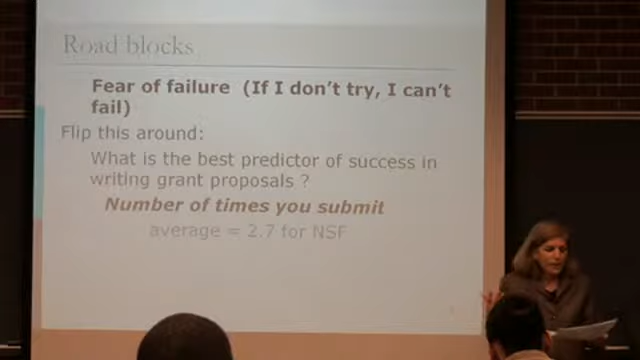 Road blocks
Fear of failure (If I don't try, I can't
fail)
Flip this around:
What is the best predictor of success in
writing grant proposals ?
Number of times you submit
average = 2.7 for NSF